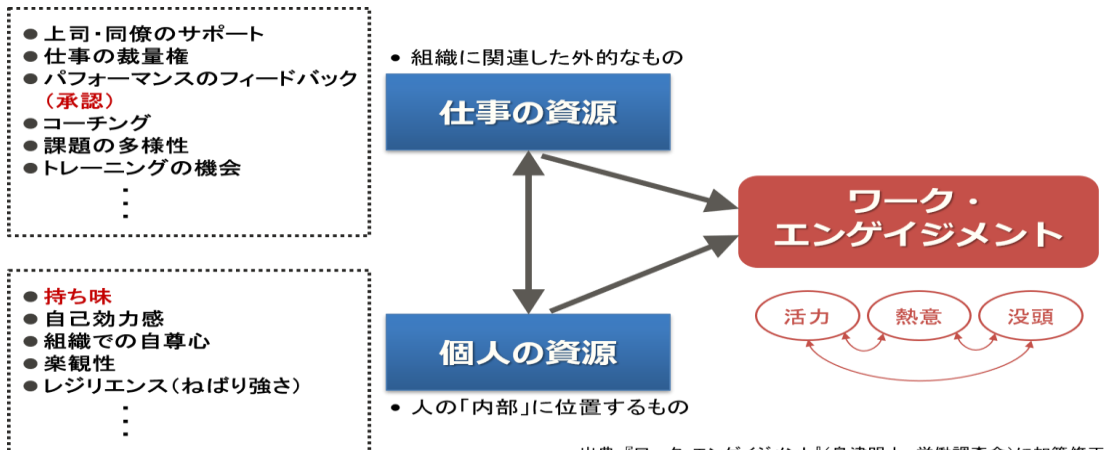 ● 上司・同僚のサポート
● 仕事の裁量権
● パフォーマンスのフィードバック
（承認）
● コーチング
● 課題の多様性
● トレーニングの機会
：
• 組織に関連した外的なもの
仕事の資源
ワーク・
エンゲイジメント
活力 熱意 没頭
● 持ち味
● 自己効力感
● 組織での自尊心
● 楽観性
● レジリエンス（ねばり強さ）
：
個人の資源
• 人の「内部」に位置するもの